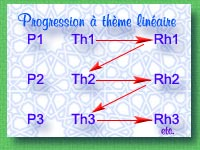 Progression à thème linéaire
P1 Th1 Rh1
P2 Th2 Rh2
P3 Th3 Rh3
etc.